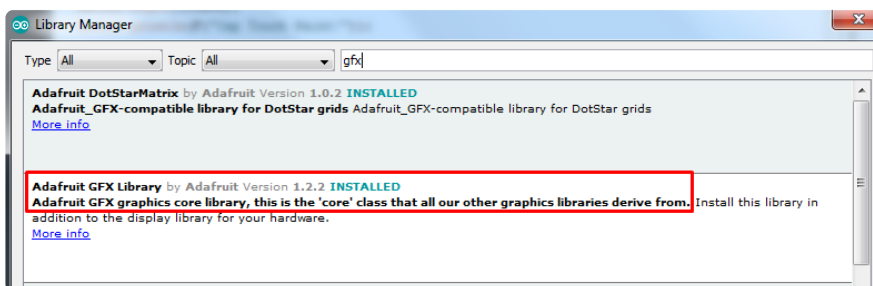 Library Manager
Type All Topic All gfx
Adafruit DotStarMatrix by Adafruit Version 1.0.2 INSTALLED
Adafruit_GFX-compatible library for DotStar grids Adafruit_GFX-compatible library for DotStar grids
More info
Adafruit GFX Library by Adafruit Version 1.2.2 INSTALLED
Adafruit GFX graphics core library, this is the 'core' class that all our other graphics libraries derive from. Install this library in
addition to the display library for your hardware.
More info